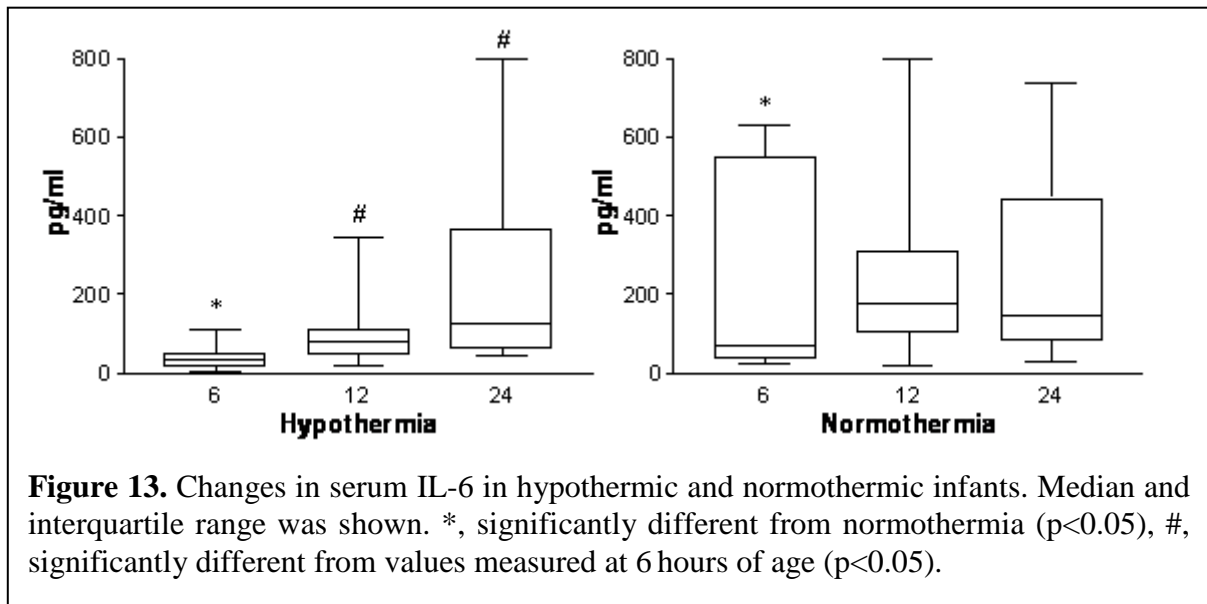 #
800
600
400
200
0
pg/ml
*
#
6
12
24
Hypothermia
800
600
400
200
0
pg/ml
*
6
12
24
Normothermia
Figure 13. Changes in serum IL-6 in hypothermic and normothermic infants. Median and
interquartile range was shown. *, significantly different from normothermia (p<0.05), #,
significantly different from values measured at 6 hours of age (p<0.05).